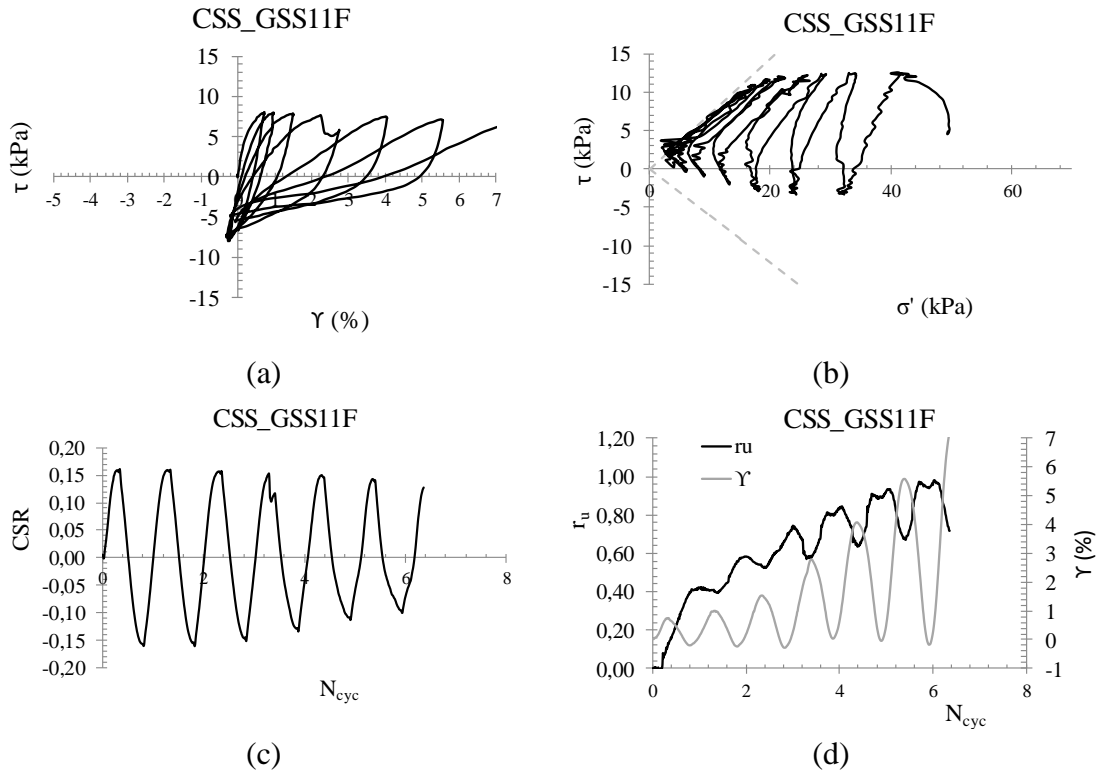 CSS_GSS11F
15
10
5
0
-5
-10
-15
-5 -4 -3 -2 -1 0 1 2 3 4 5 6 7
τ (kPa)
ϒ (%)
(a)
CSS_GSS11F
15
10
5
0
-5
-10
-15
0 20 40 60
τ (kPa)
σ' (kPa)
(b)
CSS_GSS11F
0,20
0,15
0,10
0,05
0,00
-0,05
-0,10
-0,15
-0,20
0 2 4 6 8
CSR
Ncyc
(c)
CSS_GSS11F
ru
ϒ
1,20
1,00
0,80
0,60
0,40
0,20
0,00
7
6
5
4
3
2
1
0
-1
0 2 4 6 8
ru
ϒ (%)
Ncyc
(d)